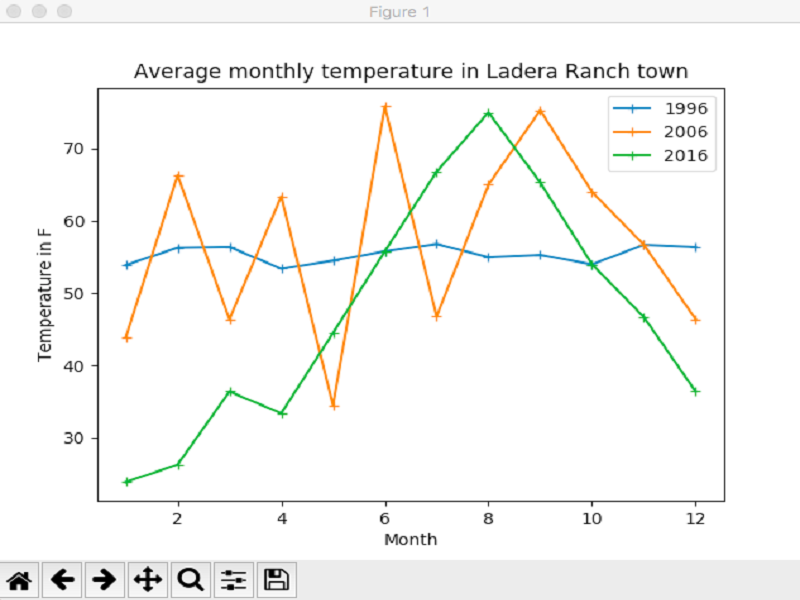 Figure 1
Average monthly temperature in Ladera Ranch town
1996
2006
2016
70
60
50
40
30
Temperature in F
2 4 6 8 10 12
Month